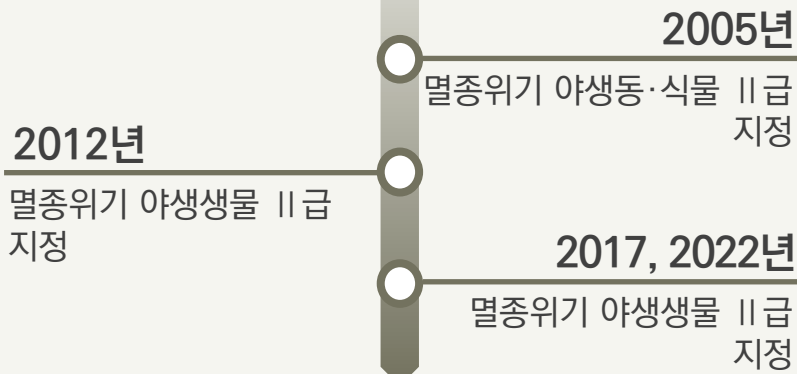 2005년
멸종위기 야생동·식물 Ⅱ급
지정
2012년
멸종위기 야생생물 Ⅱ급
지정
2017, 2022년
멸종위기 야생생물 Ⅱ급
지정